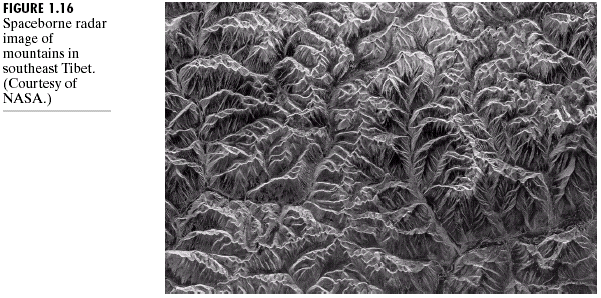 FIGURE 1.16
Spaceborne radar
image of
mountains in
southeast Tibet.
(Courtesy of
NASA.)